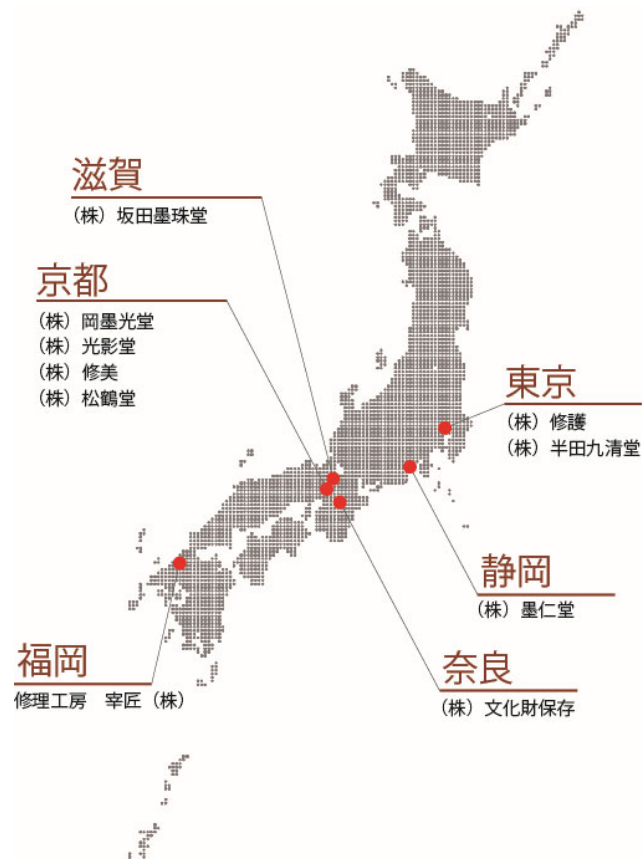 滋賀
（株）坂田墨珠堂
京都
（株）岡墨光堂
（株）光影堂
（株）修美
（株）松鶴堂
東京
（株）修護
（株）半田九清堂
静岡
（株）墨仁堂
福岡
修理工房　宰匠（株）
奈良
（株）文化財保存